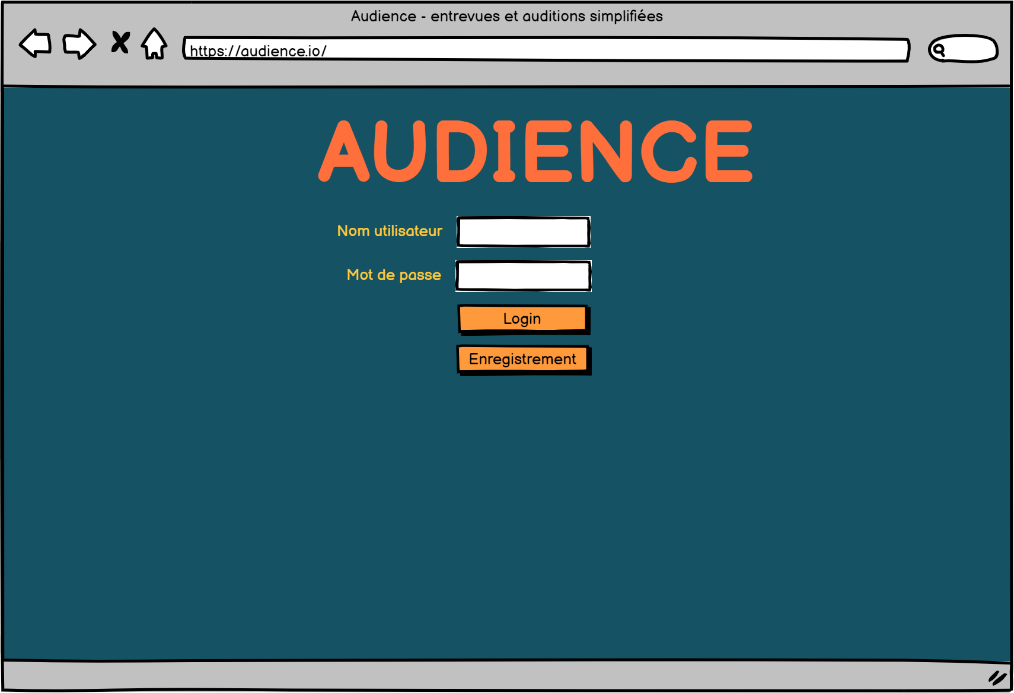 Audience - entrevues et auditions simplifiées
https://audience.io/
AUDIENCE
Nom utilisateur
Mot de passe
Login
Enregistrement